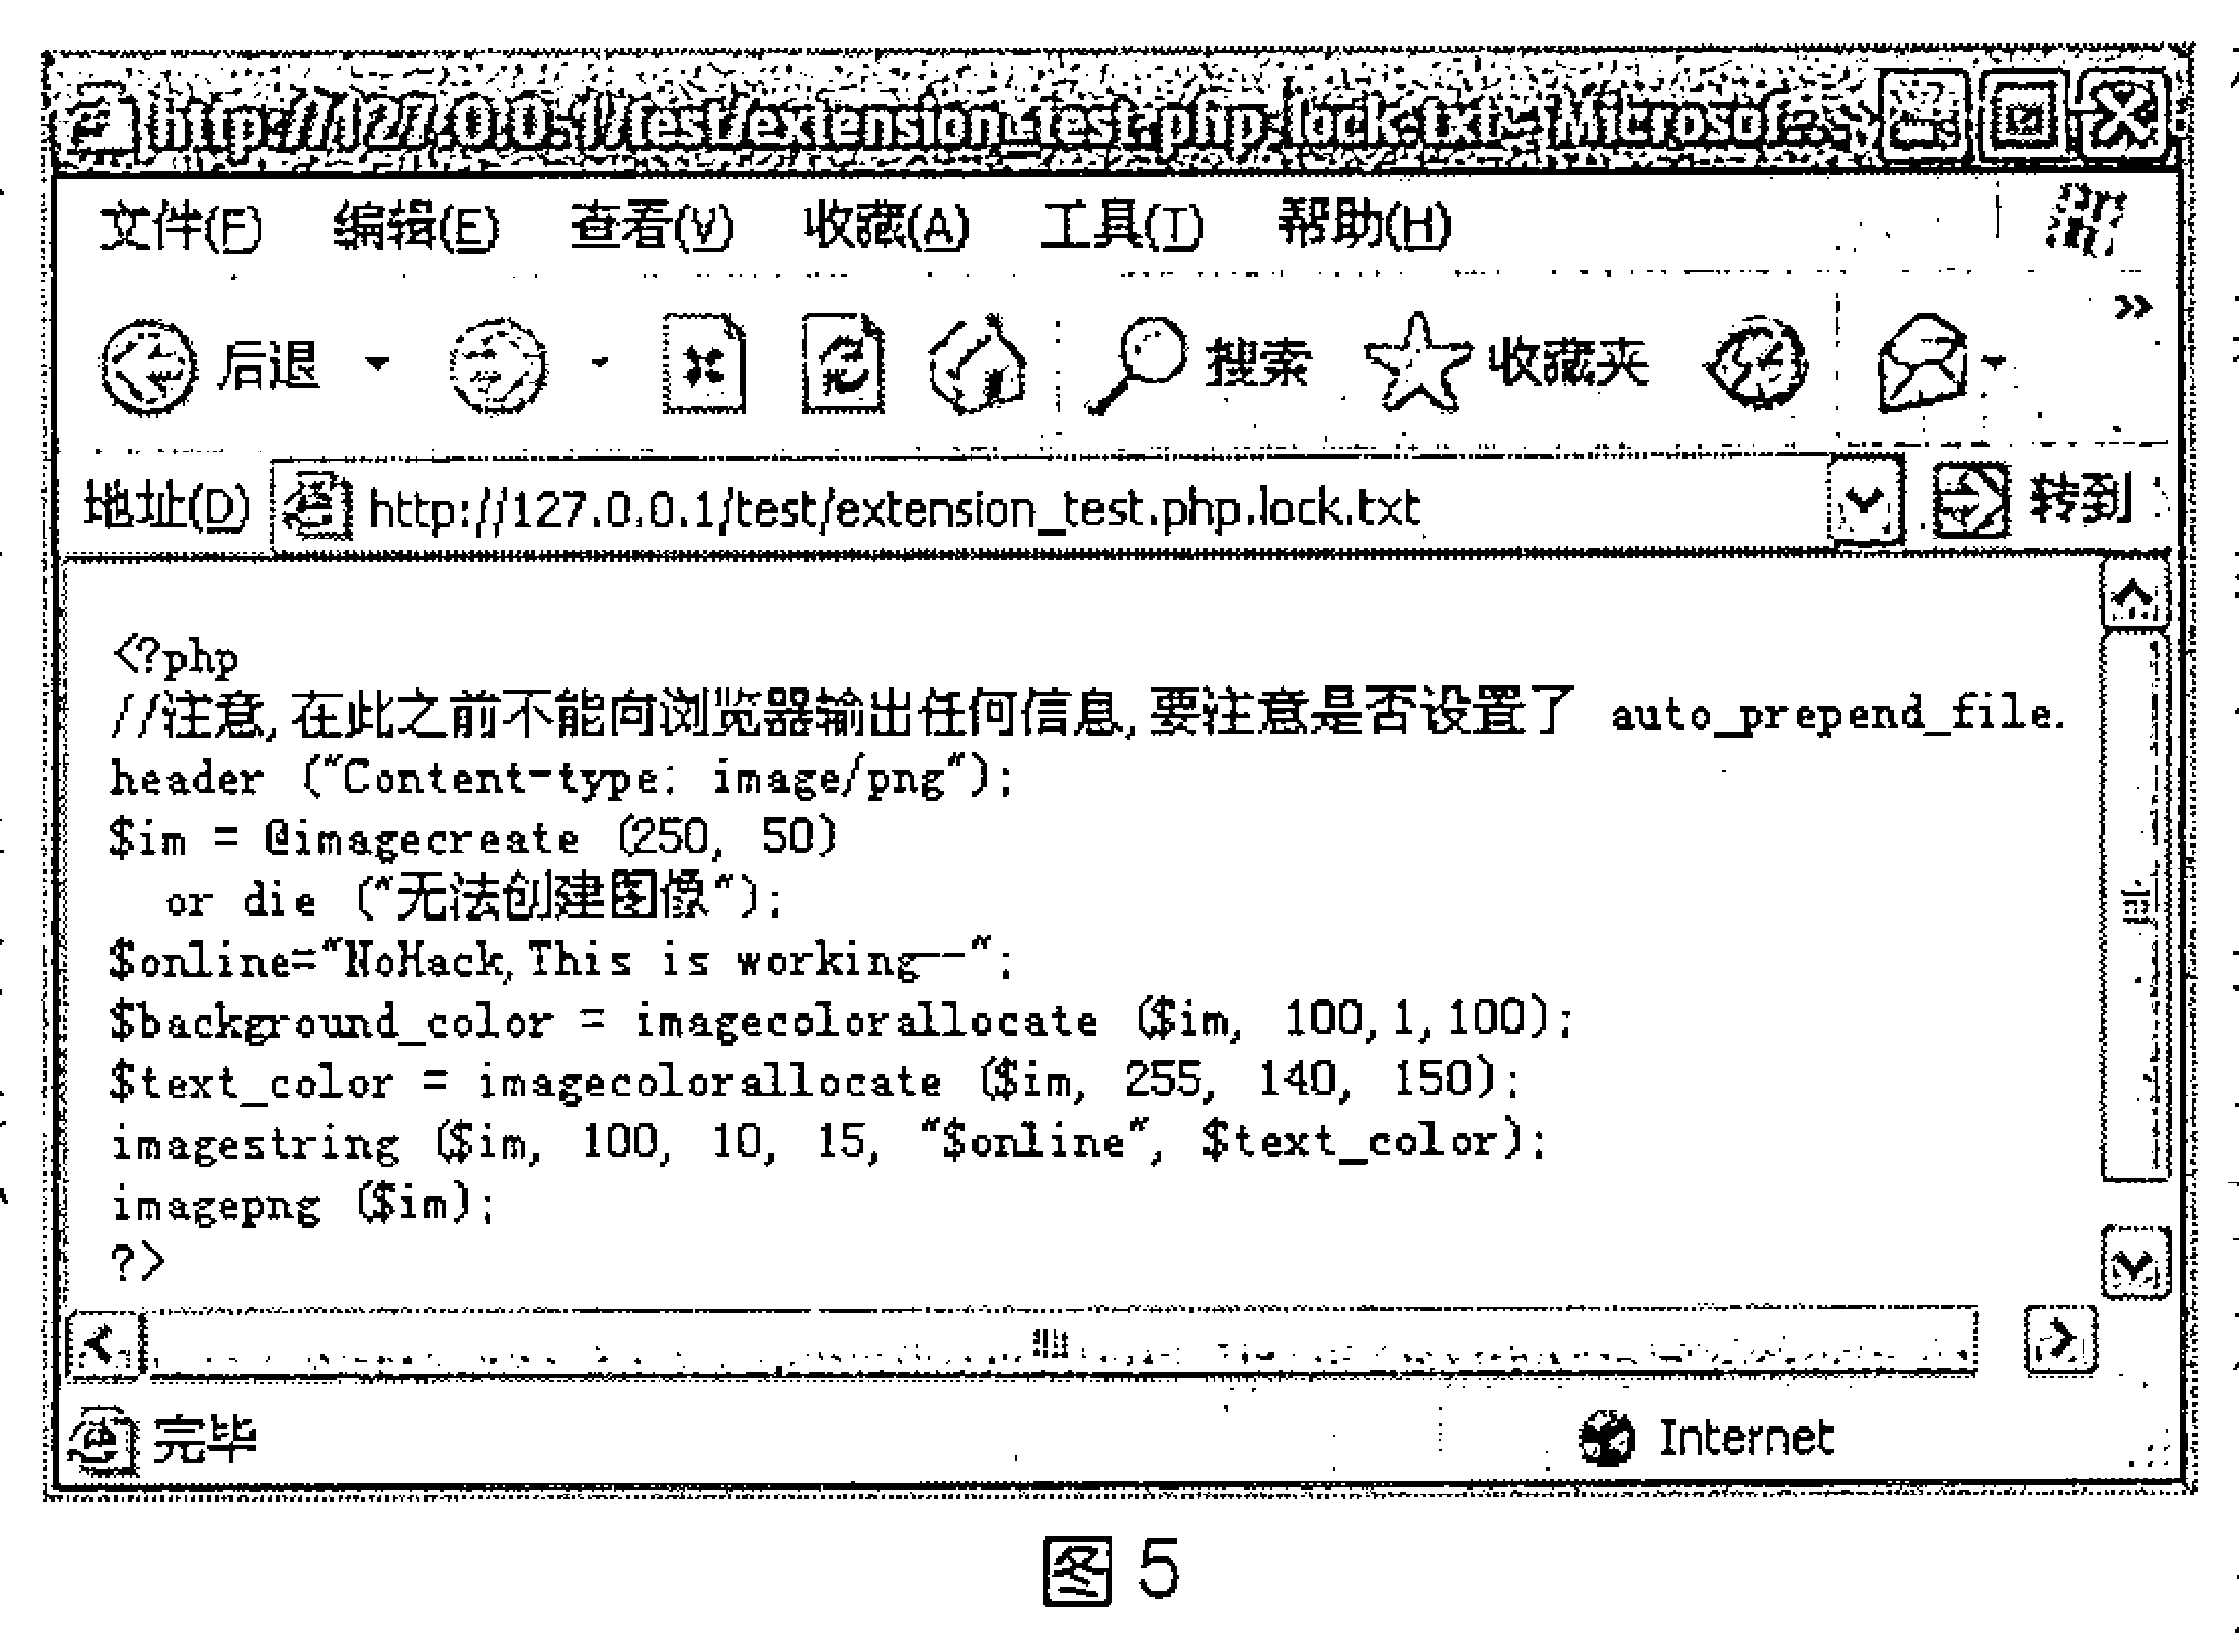 http://127.0.0.1/test/extension_test.php.lock.txt - Microsof...
文件(F) 编辑(E) 查看(V) 收藏(A) 工具(T) 帮助(H)
后退 搜索 收藏夹 »
地址(D) http://127.0.0.1/test/extension_test.php.lock.txt 转到
<?php
//注意,在此之前不能向浏览器输出任何信息,要注意是否设置了 auto_prepend_file.
header ("Content-type: image/png");
$im = @imagecreate (250, 50)
or die ("无法创建图像");
$online="NoHack,This is working--";
$background_color = imagecolorallocate ($im, 100,1,100);
$text_color = imagecolorallocate ($im, 255, 140, 150);
imagestring ($im, 100, 10, 15, "$online", $text_color);
imagepng ($im);
?>
完毕 Internet
图 5